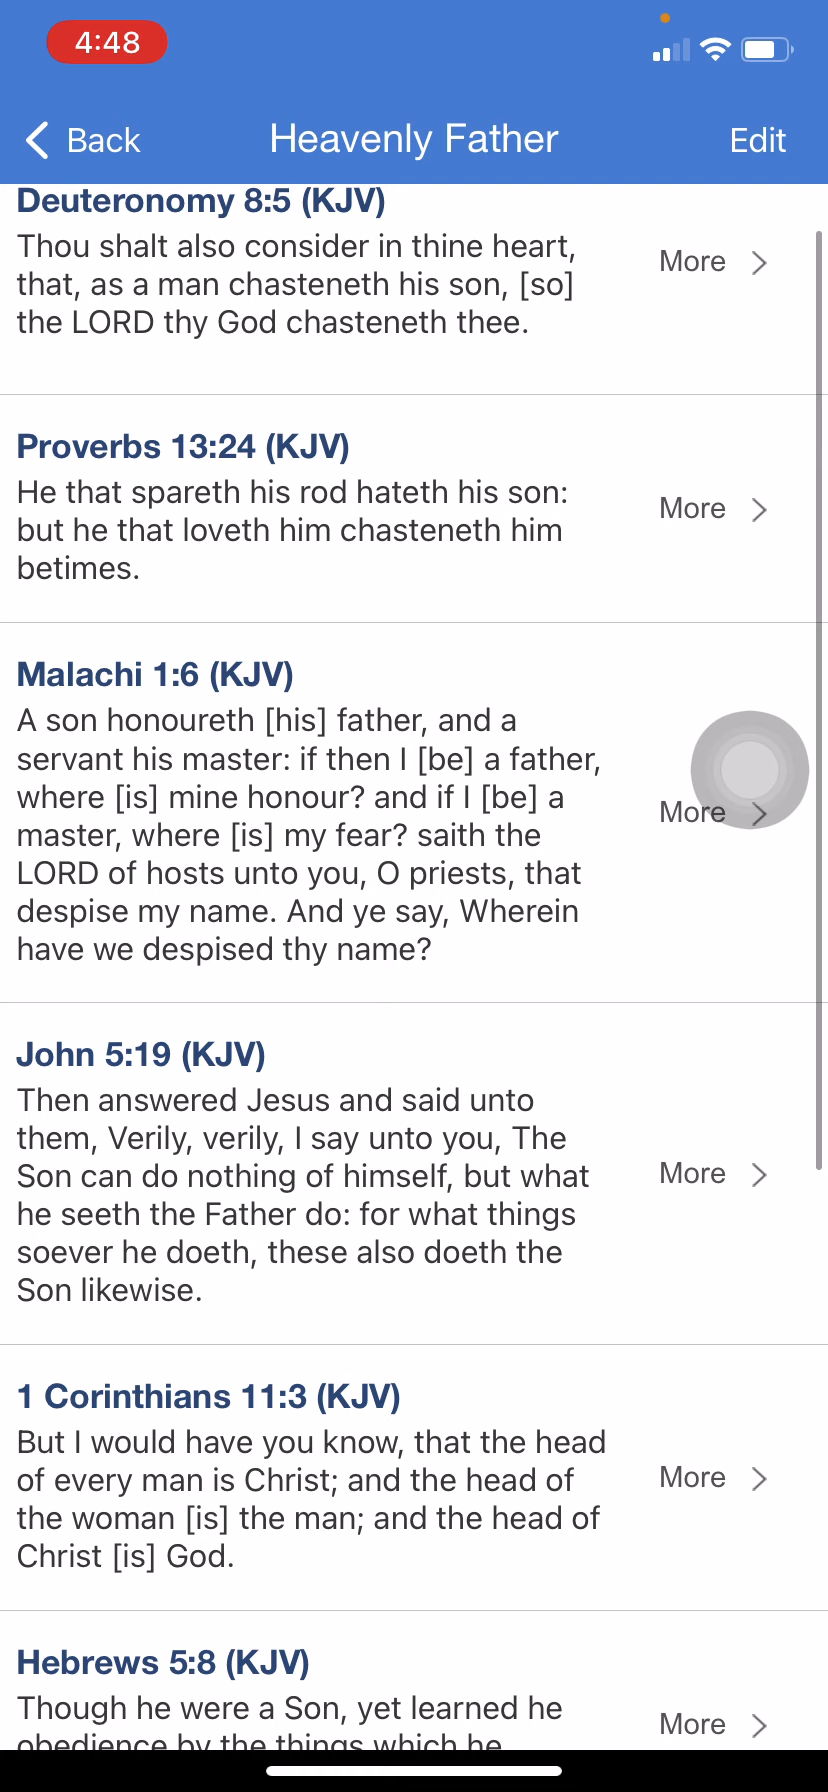 4:48
Back
Heavenly Father
Edit
Deuteronomy 8:5 (KJV)
Thou shalt also consider in thine heart,
that, as a man chasteneth his son, [so]
the LORD thy God chasteneth thee.
More
Proverbs 13:24 (KJV)
He that spareth his rod hateth his son:
but he that loveth him chasteneth him
betimes.
More
Malachi 1:6 (KJV)
A son honoureth [his] father, and a
servant his master: if then I [be] a father,
where [is] mine honour? and if I [be] a
master, where [is] my fear? saith the
LORD of hosts unto you, O priests, that
despise my name. And ye say, Wherein
have we despised thy name?
More
John 5:19 (KJV)
Then answered Jesus and said unto
them, Verily, verily, I say unto you, The
Son can do nothing of himself, but what
he seeth the Father do: for what things
soever he doeth, these also doeth the
Son likewise.
More
1 Corinthians 11:3 (KJV)
But I would have you know, that the head
of every man is Christ; and the head of
the woman [is] the man; and the head of
Christ [is] God.
More
Hebrews 5:8 (KJV)
Though he were a Son, yet learned he
obedience by the things which he
More